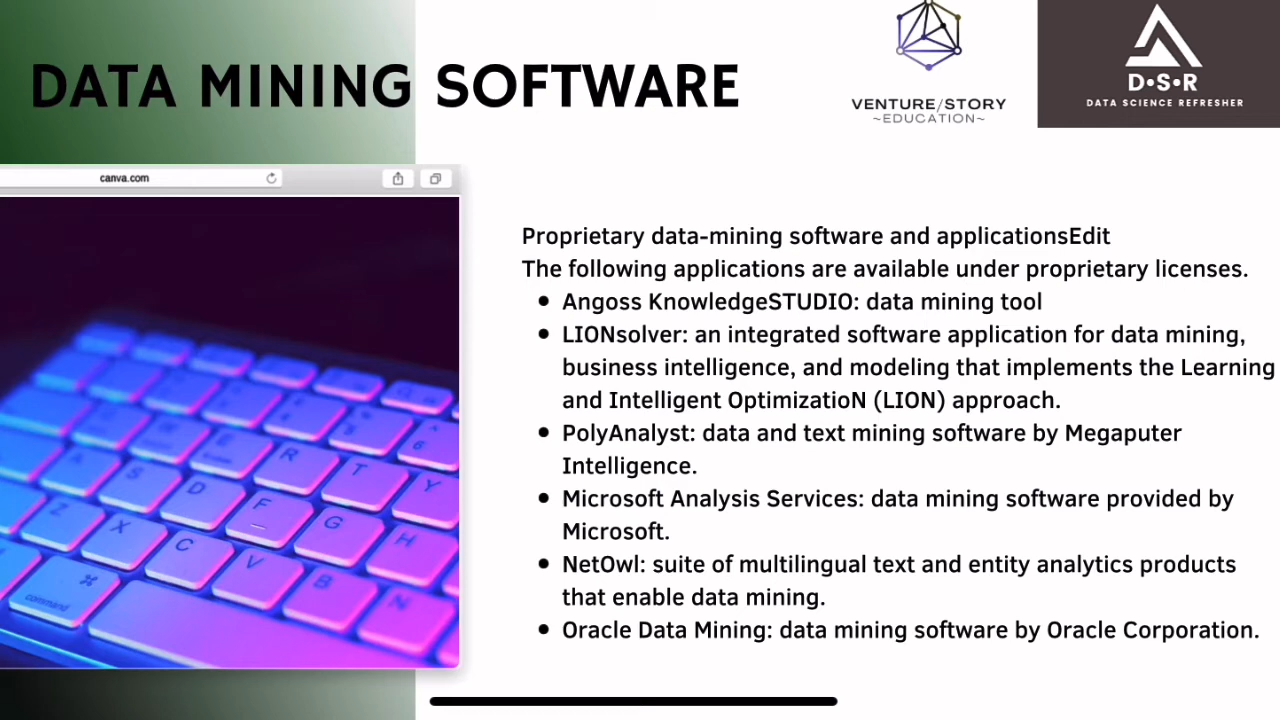 DATA MINING SOFTWARE
VENTURE/STORY
~EDUCATION~
D•S•R
DATA SCIENCE REFRESHER
canva.com
Proprietary data-mining software and applicationsEdit
The following applications are available under proprietary licenses.
• Angoss KnowledgeSTUDIO: data mining tool
• LIONsolver: an integrated software application for data mining,
business intelligence, and modeling that implements the Learning
and Intelligent OptimizatioN (LION) approach.
• PolyAnalyst: data and text mining software by Megaputer
Intelligence.
• Microsoft Analysis Services: data mining software provided by
Microsoft.
• NetOwl: suite of multilingual text and entity analytics products
that enable data mining.
• Oracle Data Mining: data mining software by Oracle Corporation.
R
T
Y
S
D
F
G
H
Z
X
C
V
B
N
⌘
command